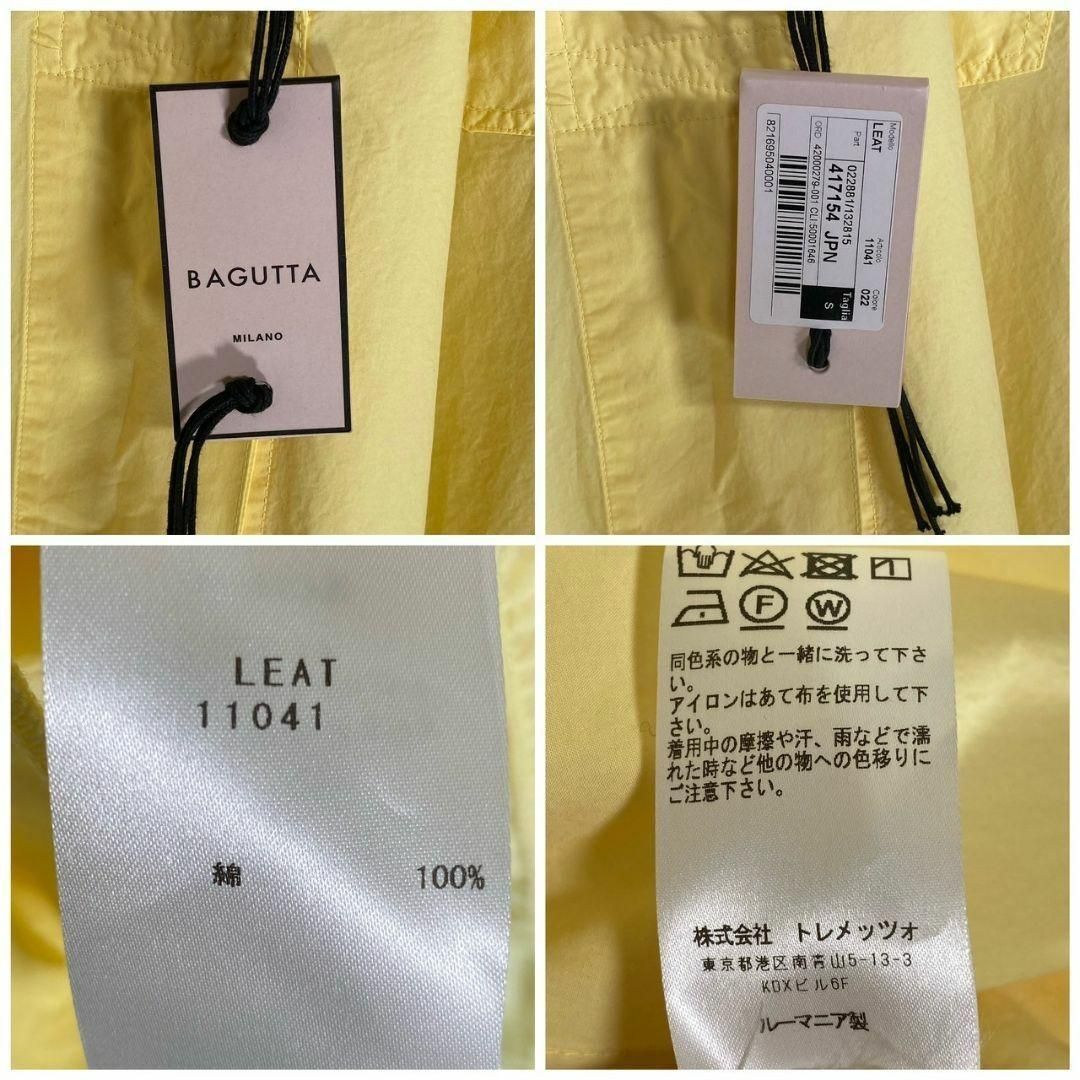 BAGUTTA
MILANO
Modello
LEAT
Articolo
11041
Colore
022
Part
022881/132815
417154 JPN
Taglia
S
ORD 42000279-001 CLI:50001646
821695040001
LEAT
11041
綿 100%
F W
同色系の物と一緒に洗って下さ
い。
アイロンはあて布を使用して下
さい。
着用中の摩擦や汗、雨などで濡
れた時など他の物への色移りに
ご注意下さい。
株式会社 トレメッツォ
東京都港区南青山5-13-3
KDXビル6F
ルーマニア製